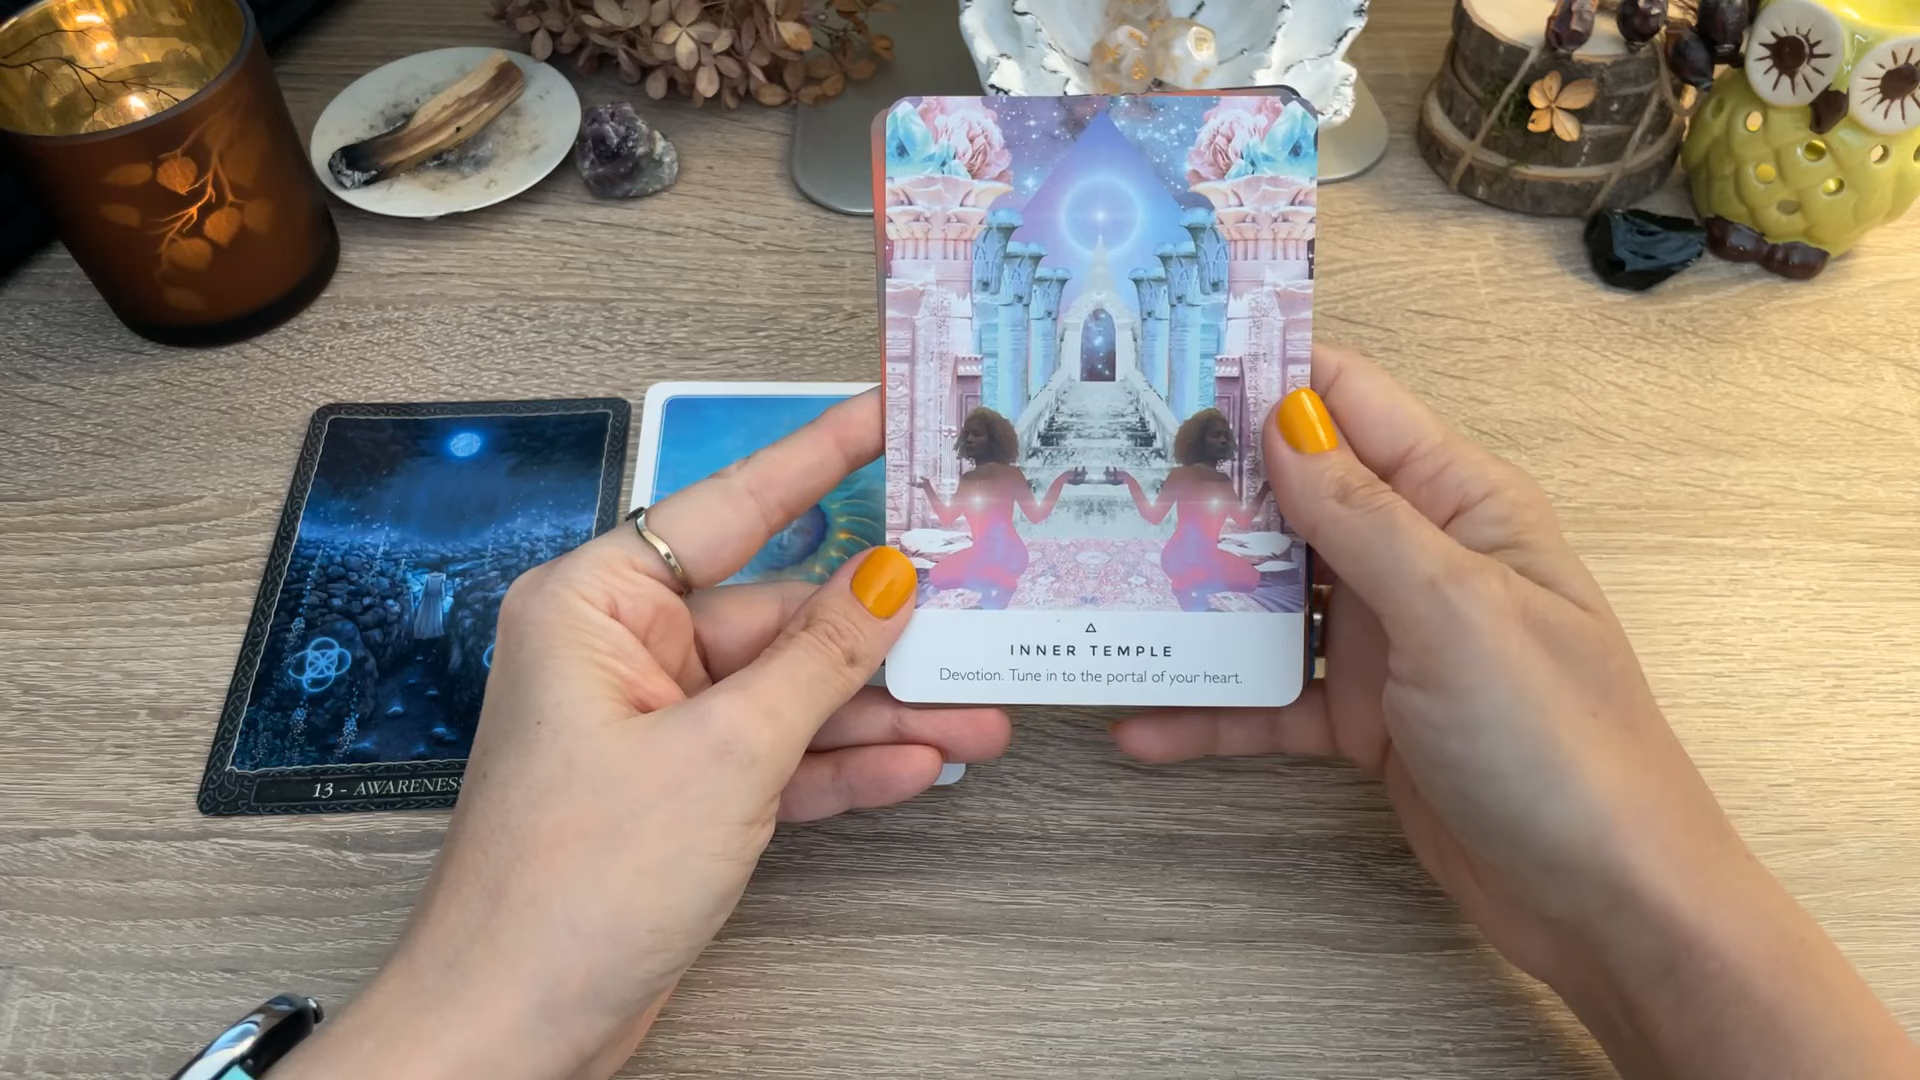 INNER TEMPLE
Devotion. Tune in to the portal of your heart.
13 - AWARENESS